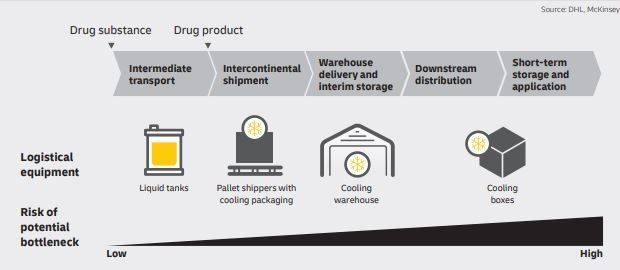 Source: DHL, McKinsey
Drug substance
Drug product
Intermediate
transport
Intercontinental
shipment
Warehouse
delivery and
interim storage
Downstream
distribution
Short-term
storage and
application
Logistical
equipment
Liquid tanks
Pallet shippers with
cooling packaging
Cooling
warehouse
Cooling
boxes
Risk of
potential
bottleneck
Low
High